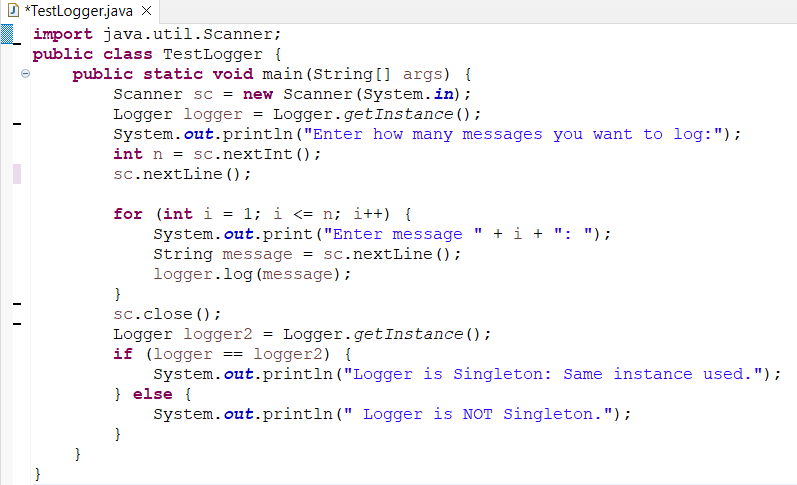 *TestLogger.java
import java.util.Scanner;
public class TestLogger {
    public static void main(String[] args) {
        Scanner sc = new Scanner(System.in);
        Logger logger = Logger.getInstance();
        System.out.println("Enter how many messages you want to log:");
        int n = sc.nextInt();
        sc.nextLine();

        for (int i = 1; i <= n; i++) {
            System.out.print("Enter message " + i + ": ");
            String message = sc.nextLine();
            logger.log(message);
        }
        sc.close();
        Logger logger2 = Logger.getInstance();
        if (logger == logger2) {
            System.out.println("Logger is Singleton: Same instance used.");
        } else {
            System.out.println(" Logger is NOT Singleton.");
        }
    }
}